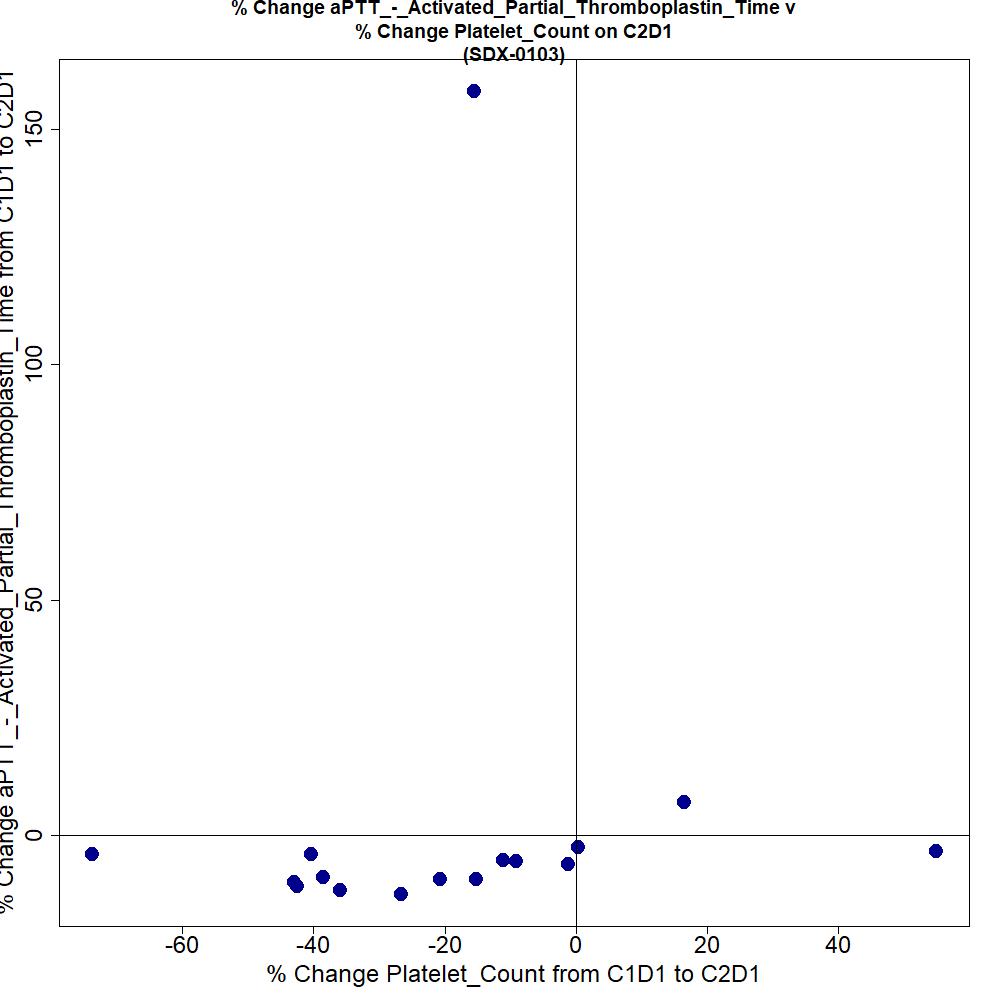 % Change aPTT_-_Activated_Partial_Thromboplastin_Time v
% Change Platelet_Count on C2D1
(SDX-0103)
% Change aPTT_-_Activated_Partial_Thromboplastin_Time from C1D1 to C2D1
150
100
50
0
-60 -40 -20 0 20 40
% Change Platelet_Count from C1D1 to C2D1